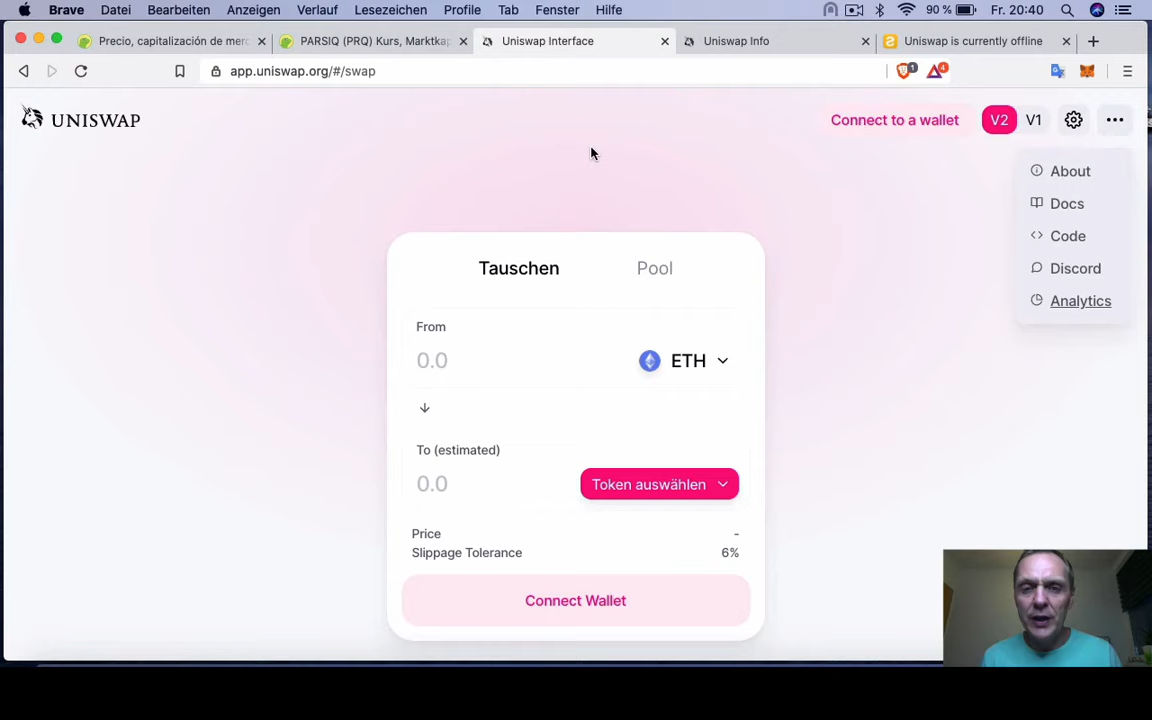 Brave Datei Bearbeiten Anzeigen Verlauf Lesezeichen Profile Tab Fenster Hilfe 90 % Fr. 20:40
Precio, capitalización de merc
PARSIQ (PRQ) Kurs, Marktkap
Uniswap Interface
Uniswap Info
Uniswap is currently offline
app.uniswap.org/#/swap
1
4
UNISWAP
Connect to a wallet
V2 V1
About
Docs
Code
Discord
Analytics
Tauschen Pool
From
0.0 ETH
To (estimated)
0.0 Token auswählen
Price -
Slippage Tolerance 6%
Connect Wallet